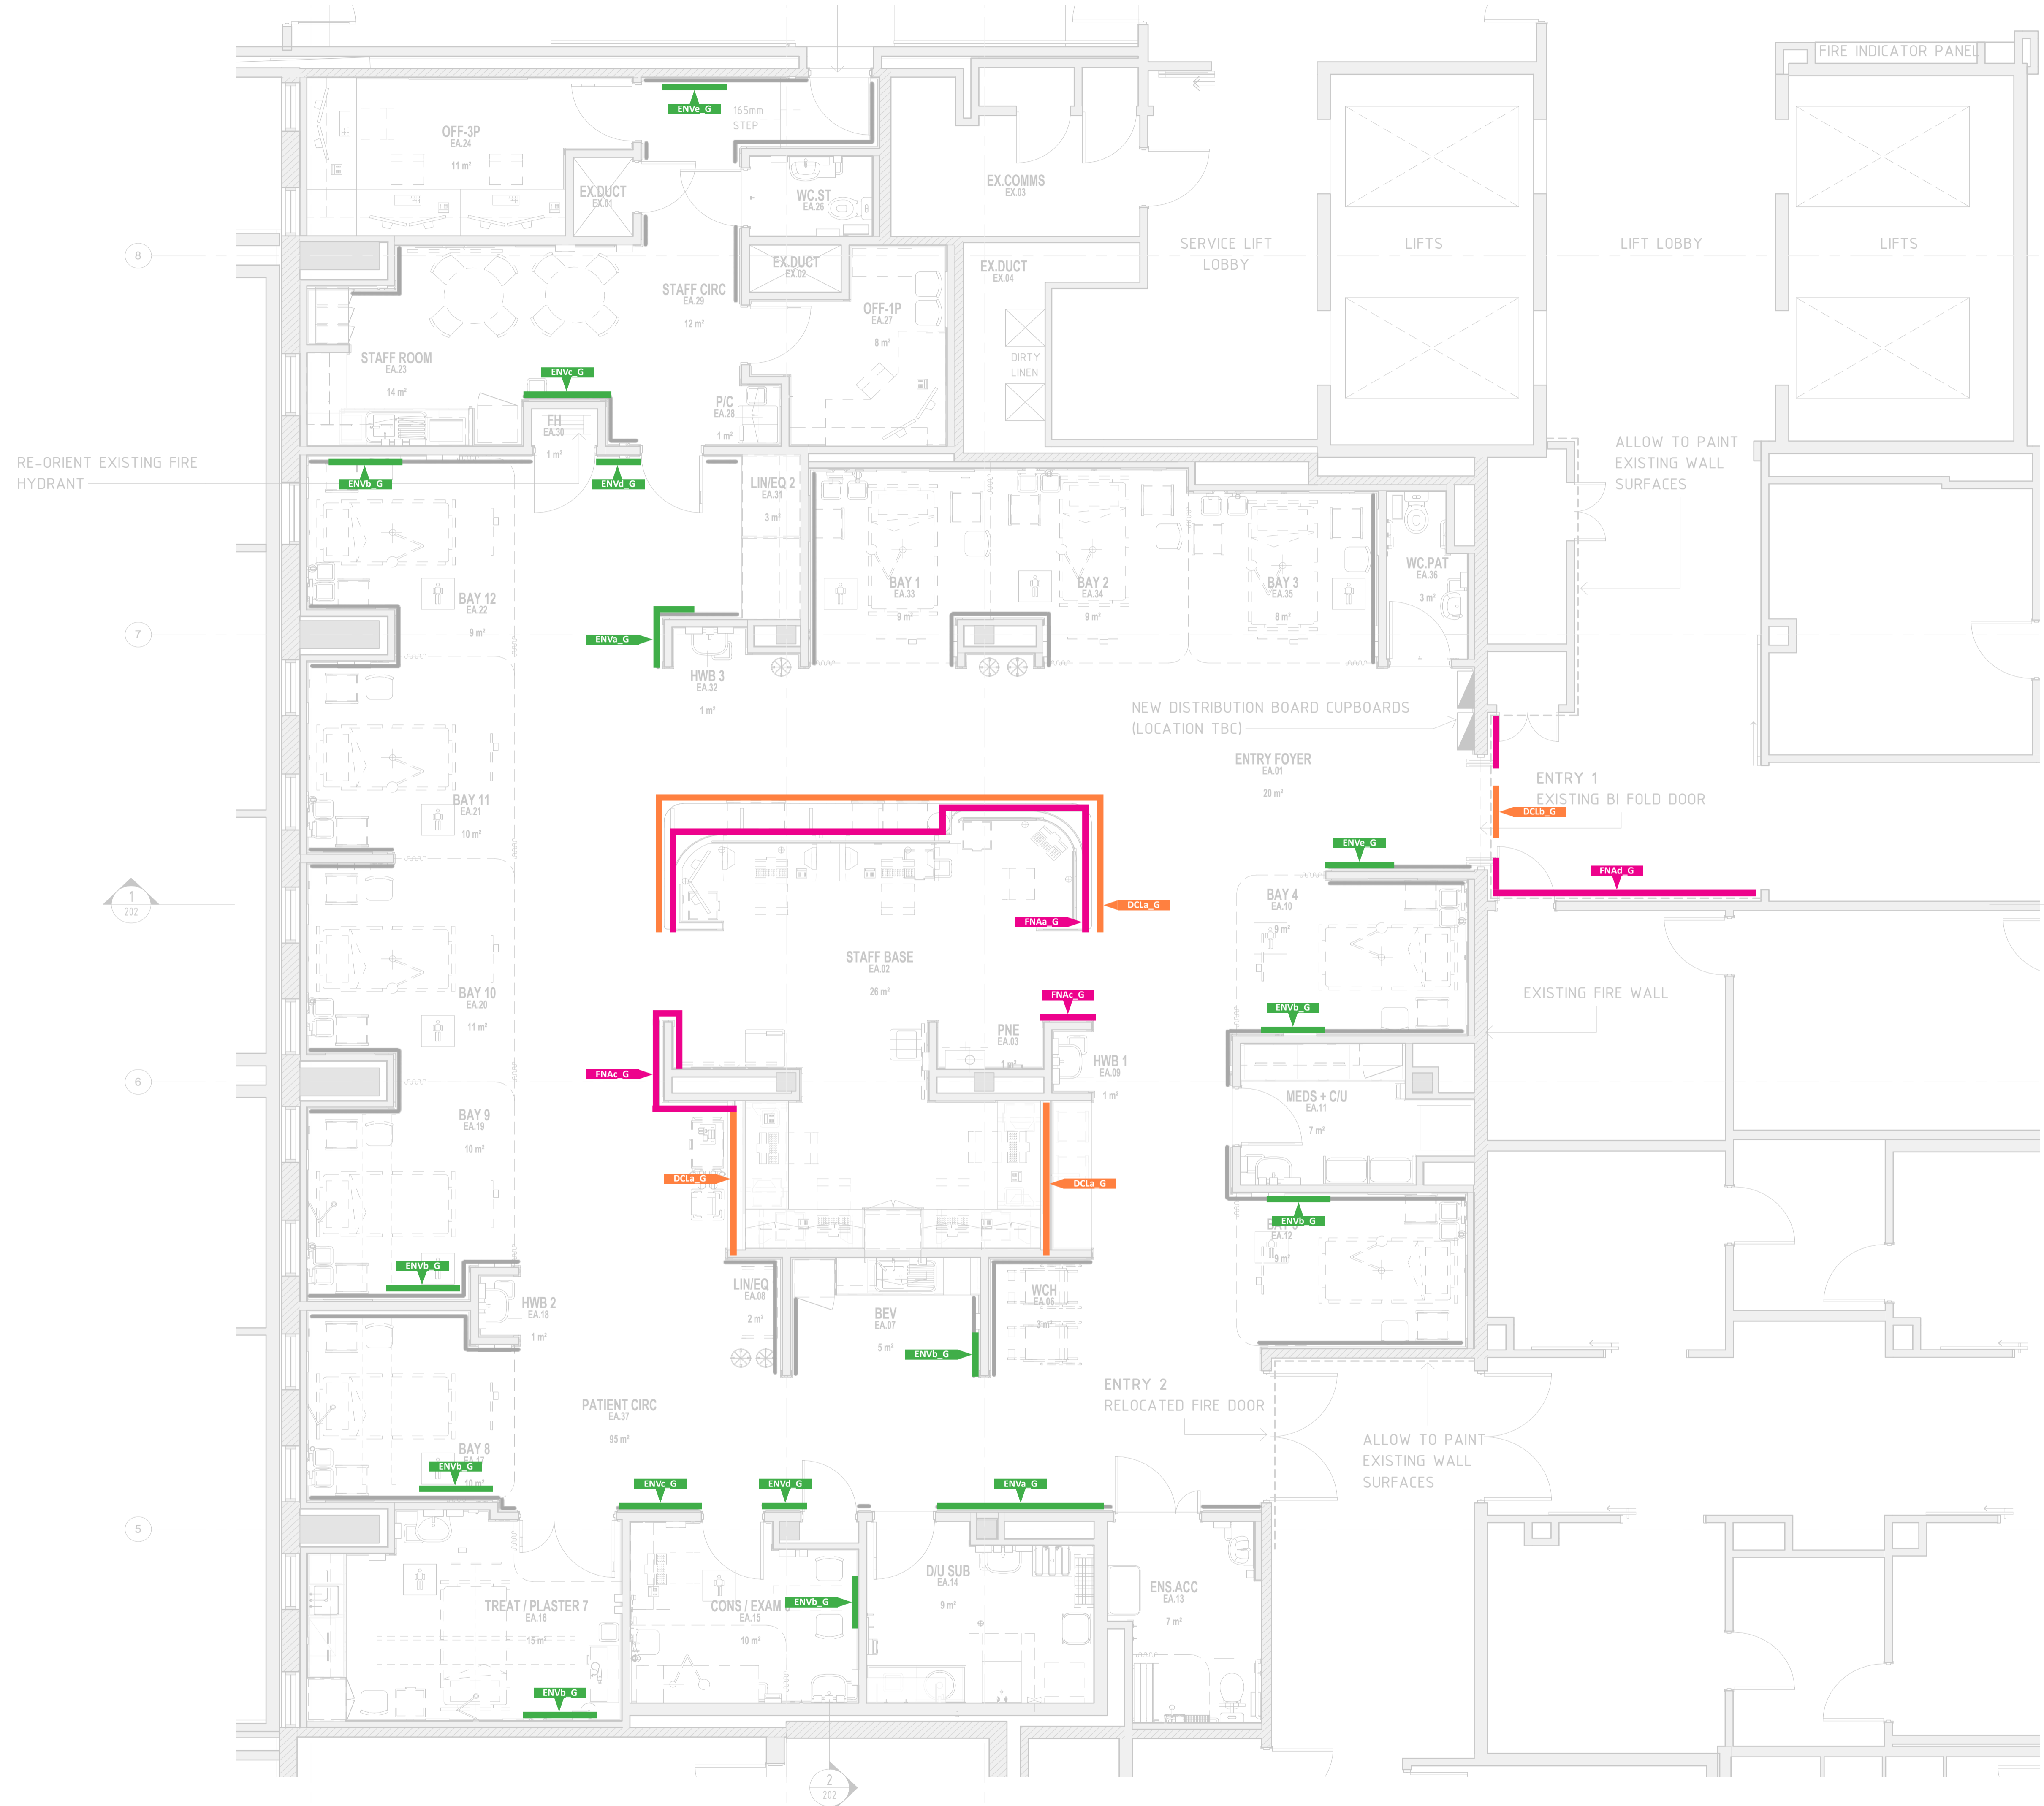 FIRE INDICATOR PANEL
ENVe_G
165mm
STEP
OFF-3P
EA.24
11 m²
EX.DUCT
EX.01
WC.ST
EA.26
EX.COMMS
EX.03
8
SERVICE LIFT
LOBBY
LIFTS
LIFT LOBBY
LIFTS
EX.DUCT
EX.02
EX.DUCT
EX.04
STAFF CIRC
EA.29
12 m²
OFF-1P
EA.27
8 m²
DIRTY
LINEN
STAFF ROOM
EA.23
14 m²
ENVc_G
P/C
EA.28
1 m²
FH
EA.30
1 m²
RE-ORIENT EXISTING FIRE
HYDRANT
ALLOW TO PAINT
EXISTING WALL
SURFACES
ENVb_G
ENVd_G
LIN/EQ 2
EA.31
3 m²
BAY 1
EA.33
9 m²
BAY 2
EA.34
9 m²
BAY 3
EA.35
8 m²
WC.PAT
EA.36
3 m²
BAY 12
EA.22
9 m²
7
ENVa_G
HWB 3
EA.32
1 m²
NEW DISTRIBUTION BOARD CUPBOARDS
(LOCATION TBC)
ENTRY FOYER
EA.01
20 m²
ENTRY 1
EXISTING BI FOLD DOOR
DCLb_G
BAY 11
EA.21
10 m²
ENVe_G
FNAd_G
1
202
BAY 4
EA.10
9 m²
DCLa_G
FNAa_G
STAFF BASE
EA.02
26 m²
BAY 10
EA.20
11 m²
FNAc_G
ENVb_G
EXISTING FIRE WALL
PNE
EA.03
1 m²
HWB 1
EA.09
1 m²
6
FNAc_G
MEDS + C/U
EA.11
7 m²
BAY 9
EA.19
10 m²
DCLa_G
DCLa_G
ENVb_G
EA.12
9 m²
ENVb_G
HWB 2
EA.18
1 m²
LIN/EQ
EA.08
2 m²
BEV
EA.07
5 m²
WCH
EA.06
3 m²
ENVb_G
ENTRY 2
RELOCATED FIRE DOOR
PATIENT CIRC
EA.37
95 m²
ALLOW TO PAINT
EXISTING WALL
SURFACES
BAY 8
EA.17
10 m²
ENVb_G
ENVc_G
ENVd_G
ENVa_G
5
TREAT / PLASTER 7
EA.16
15 m²
CONS / EXAM
EA.15
10 m²
ENVb_G
D/U SUB
EA.14
9 m²
ENS.ACC
EA.13
7 m²
ENVb_G
2
202